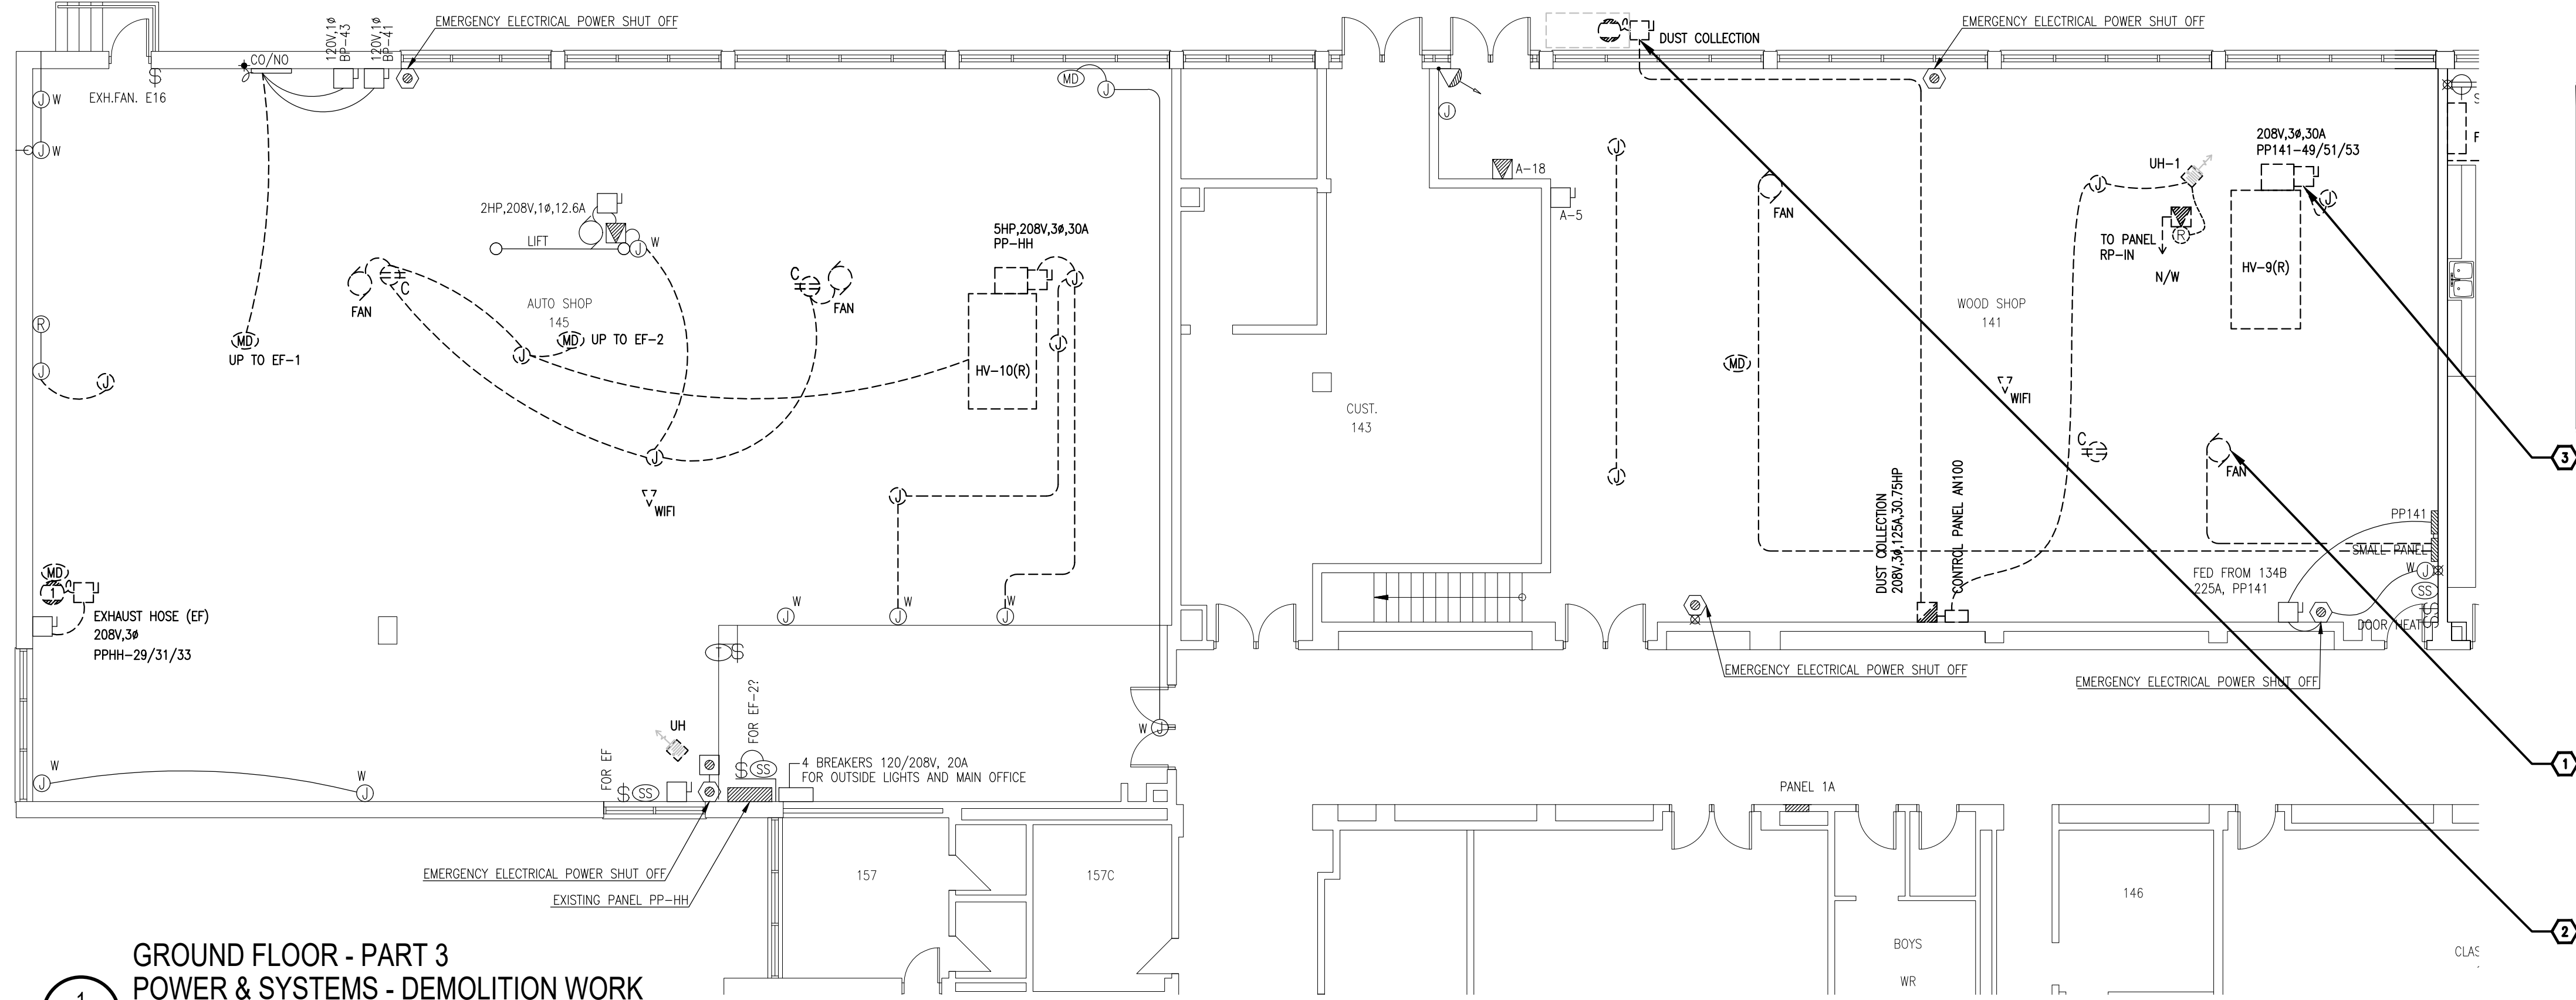 EMERGENCY ELECTRICAL POWER SHUT OFF
120V,1ø
BP-43
120V,1ø
BP-41
CO/NO
$
EXH.FAN. E16
J W
J W
MD
J
DUST COLLECTION
EMERGENCY ELECTRICAL POWER SHUT OFF
J
J
A-18
A-5
FAN
208V,3ø,30A
PP141-49/51/53
UH-1
J
J
R
TO PANEL
RP-IN
N/W
HV-9(R)
2HP,208V,1ø,12.6A
LIFT
J
W
5HP,208V,3ø,30A
PP-HH
J
C
FAN
C
FAN
AUTO SHOP
145
WOOD SHOP
141
R
J
J
MD
UP TO EF-1
J
MD
UP TO EF-2
J
HV-10(R)
MD
WIFI
CUST.
143
J
WIFI
J
J
C
FAN
3
DUST COLLECTION
208V,3ø,125A,30.75HP
CONTROL PANEL AN100
PP141
SMALL PANEL
FED FROM 134B
225A, PP141
W J
SS
$
DOOR HEAT
MD
1
EXHAUST HOSE (EF)
208V,3ø
PPHH-29/31/33
W
J
W
J
W
J
T $
EMERGENCY ELECTRICAL POWER SHUT OFF
EMERGENCY ELECTRICAL POWER SHUT OFF
FOR EF-2?
UH
W J
FOR EF
W
J
W
J
$ SS
$ SS
4 BREAKERS 120/208V, 20A
FOR OUTSIDE LIGHTS AND MAIN OFFICE
1
PANEL 1A
EMERGENCY ELECTRICAL POWER SHUT OFF
EXISTING PANEL PP-HH
157
157C
146
2
BOYS
WR
CLAS
GROUND FLOOR - PART 3
POWER & SYSTEMS - DEMOLITION WORK
1